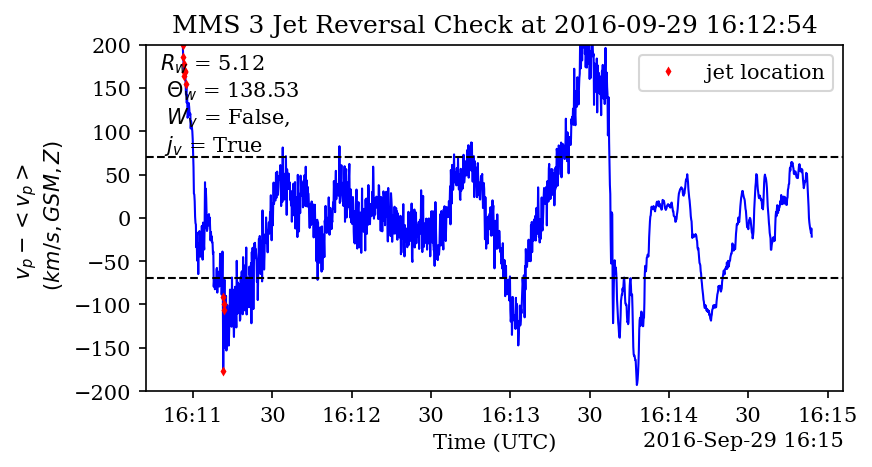 MMS 3 Jet Reversal Check at 2016-09-29 16:12:54
R_w = 5.12
Θ_w = 138.53
W_v = False,
j_v = True
jet location
v_p − < v_p >
(km/s, GSM, Z)
200
150
100
50
0
−50
−100
−150
−200
16:11 30 16:12 30 16:13 30 16:14 30 16:15
Time (UTC)
2016-Sep-29 16:15